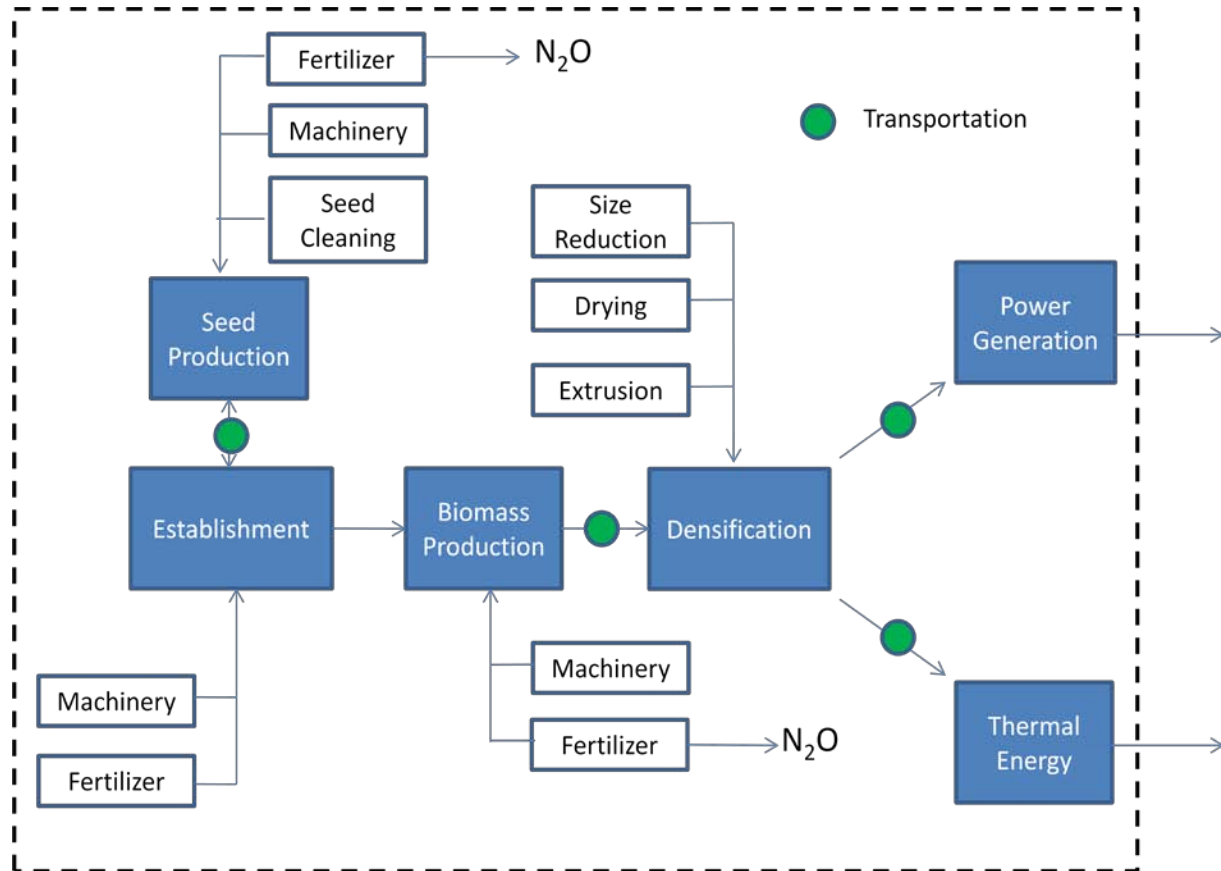 Fertilizer
N₂O
Machinery
Transportation
Seed
Cleaning
Size
Reduction
Drying
Extrusion
Seed
Production
Power
Generation
Establishment
Biomass
Production
Densification
Machinery
Fertilizer
Machinery
Fertilizer
N₂O
Thermal
Energy